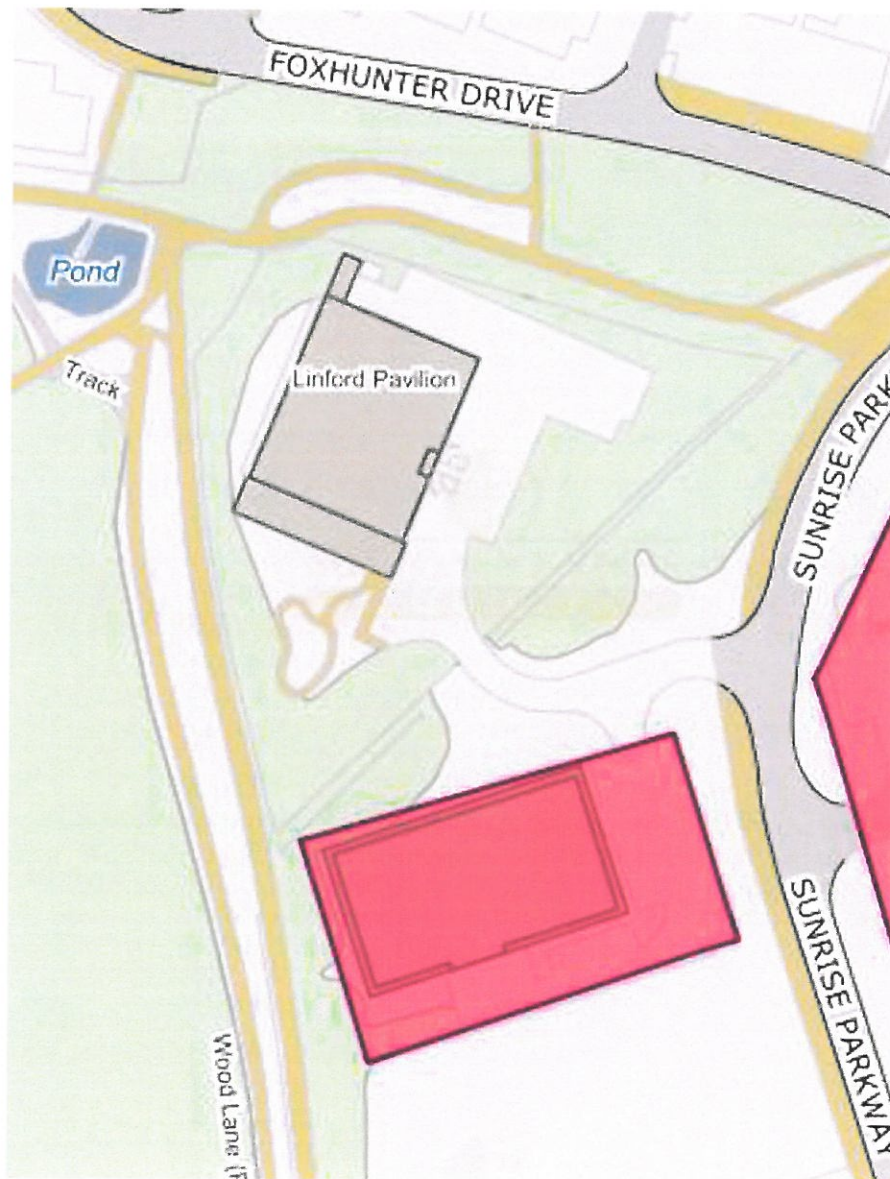 FOXHUNTER DRIVE
Pond
Linford Pavilion
Track
SUNRISE PARK
SUNRISE PARKWAY
Wood Lane